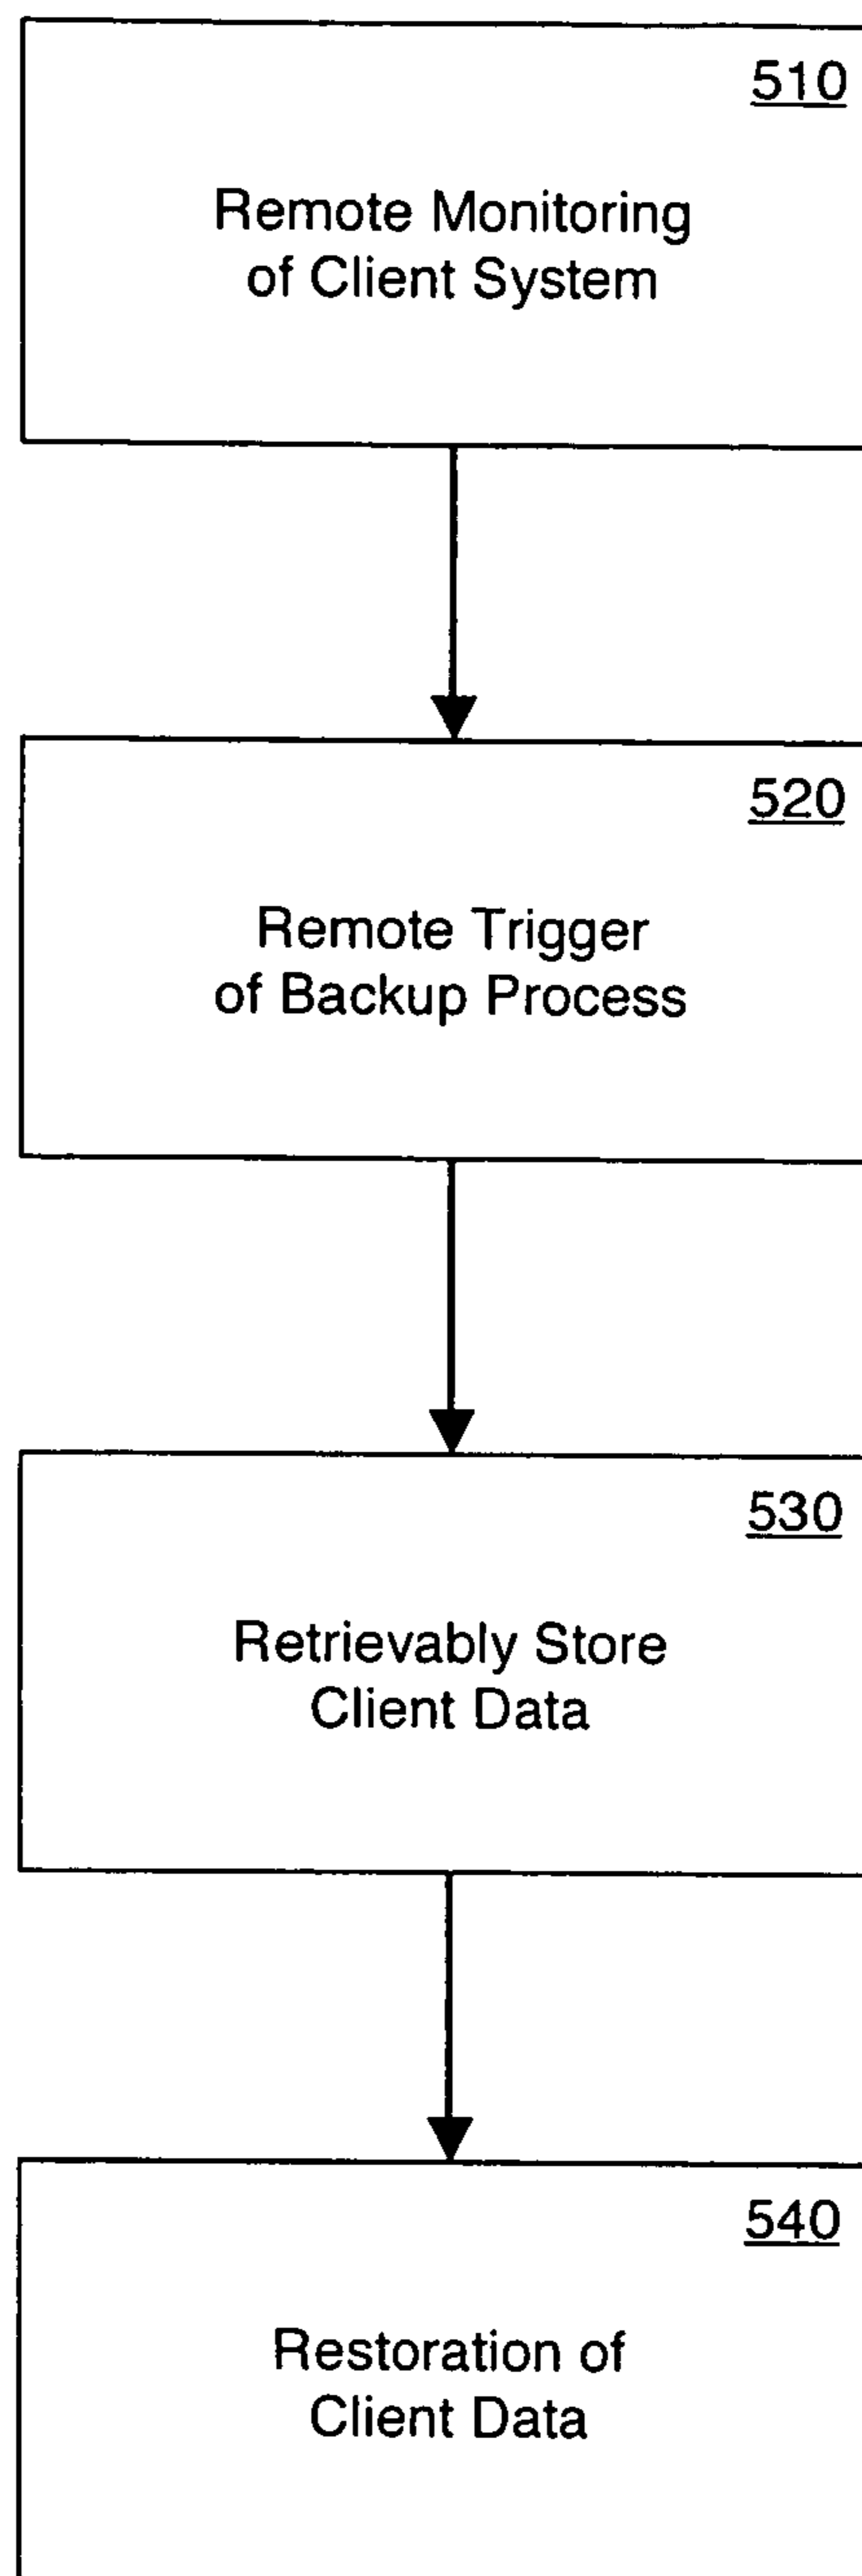 510
Remote Monitoring
of Client System
520
Remote Trigger
of Backup Process
530
Retrievably Store
Client Data
540
Restoration of
Client Data